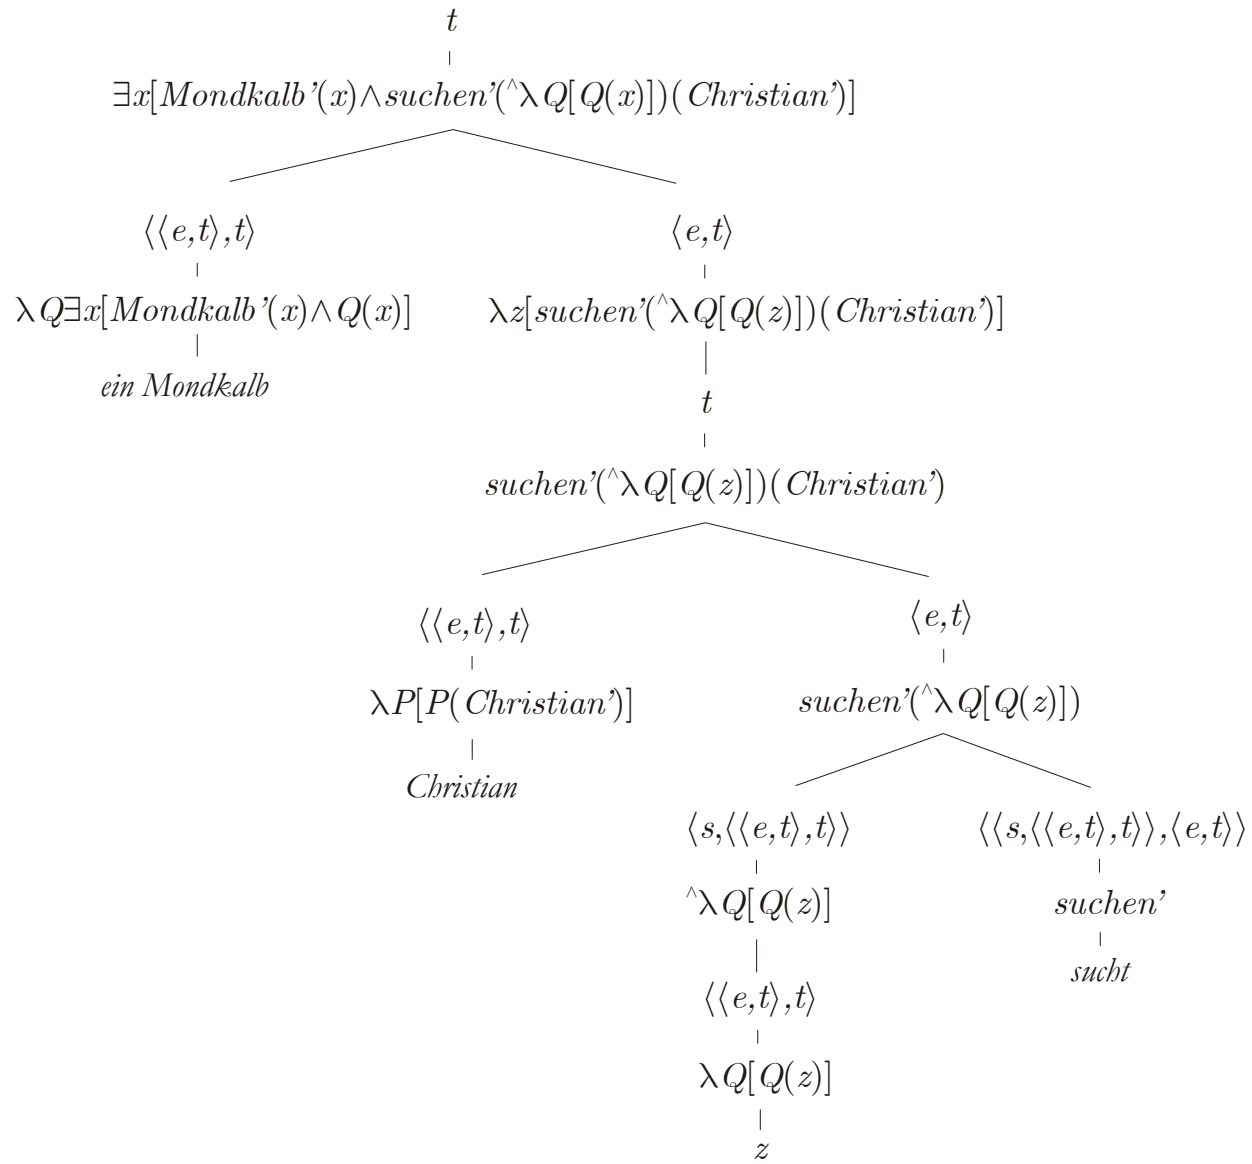 t
∃x[Mondkalb’(x)∧suchen’(^λQ[Q(x)])(Christian’)]
⟨⟨e,t⟩,t⟩ ⟨e,t⟩
λQ∃x[Mondkalb’(x)∧Q(x)] λz[suchen’(^λQ[Q(z)])(Christian’)]
ein Mondkalb
t
suchen’(^λQ[Q(z)])(Christian’)
⟨⟨e,t⟩,t⟩ ⟨e,t⟩
λP[P(Christian’)] suchen’(^λQ[Q(z)])
Christian
⟨s,⟨⟨e,t⟩,t⟩⟩ ⟨⟨s,⟨⟨e,t⟩,t⟩⟩,⟨e,t⟩⟩
^λQ[Q(z)] suchen’
sucht
⟨⟨e,t⟩,t⟩
λQ[Q(z)]
z